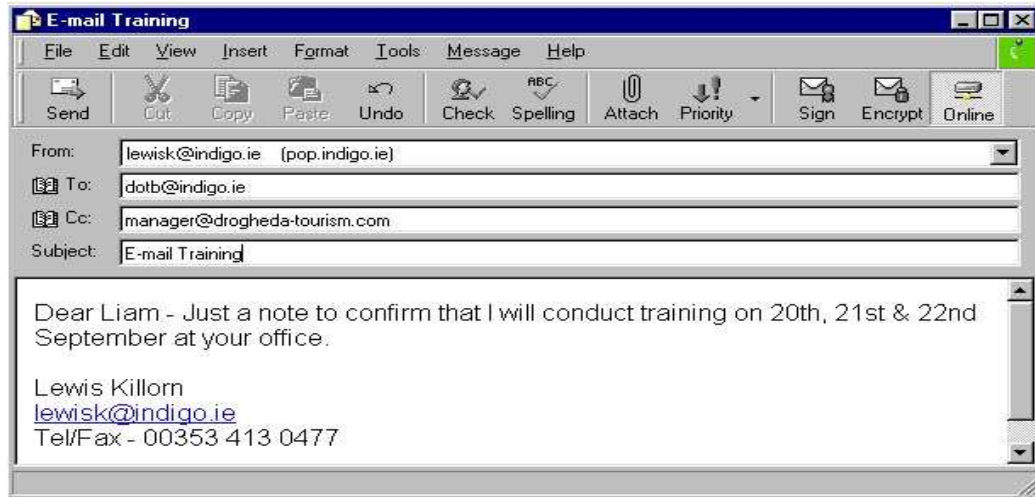 E-mail Training
File Edit View Insert Format Tools Message Help
Send Cut Copy Paste Undo Check ABC Spelling Attach Priority Sign Encrypt Online
From: lewisk@indigo.ie (pop.indigo.ie)
To: dotb@indigo.ie
Cc: manager@drogheda-tourism.com
Subject: E-mail Training
Dear Liam - Just a note to confirm that I will conduct training on 20th, 21st & 22nd
September at your office.
Lewis Killorn
lewisk@indigo.ie
Tel/Fax - 00353 413 0477